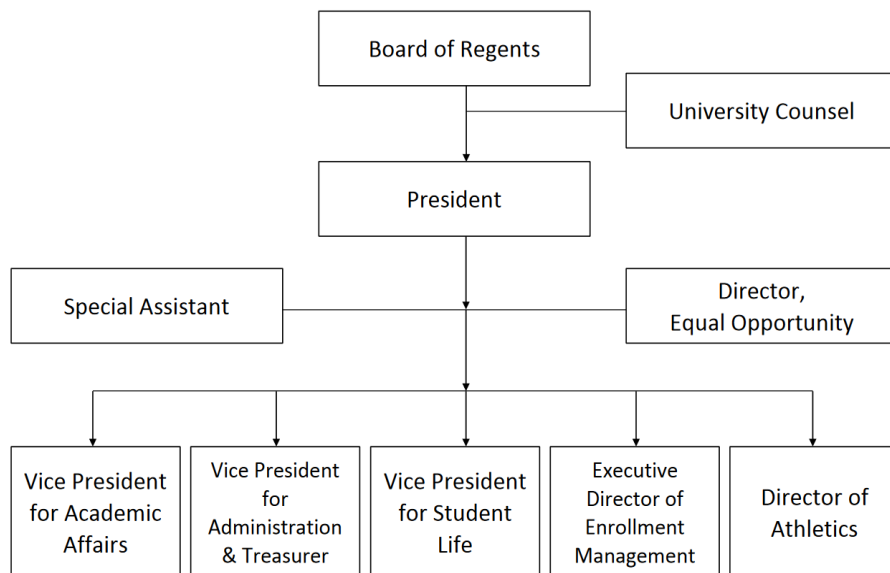 Board of Regents
University Counsel
President
Special Assistant
Director,
Equal Opportunity
Vice President
for Academic
Affairs
Vice President
for
Administration
& Treasurer
Vice President
for Student
Life
Executive
Director of
Enrollment
Management
Director of
Athletics